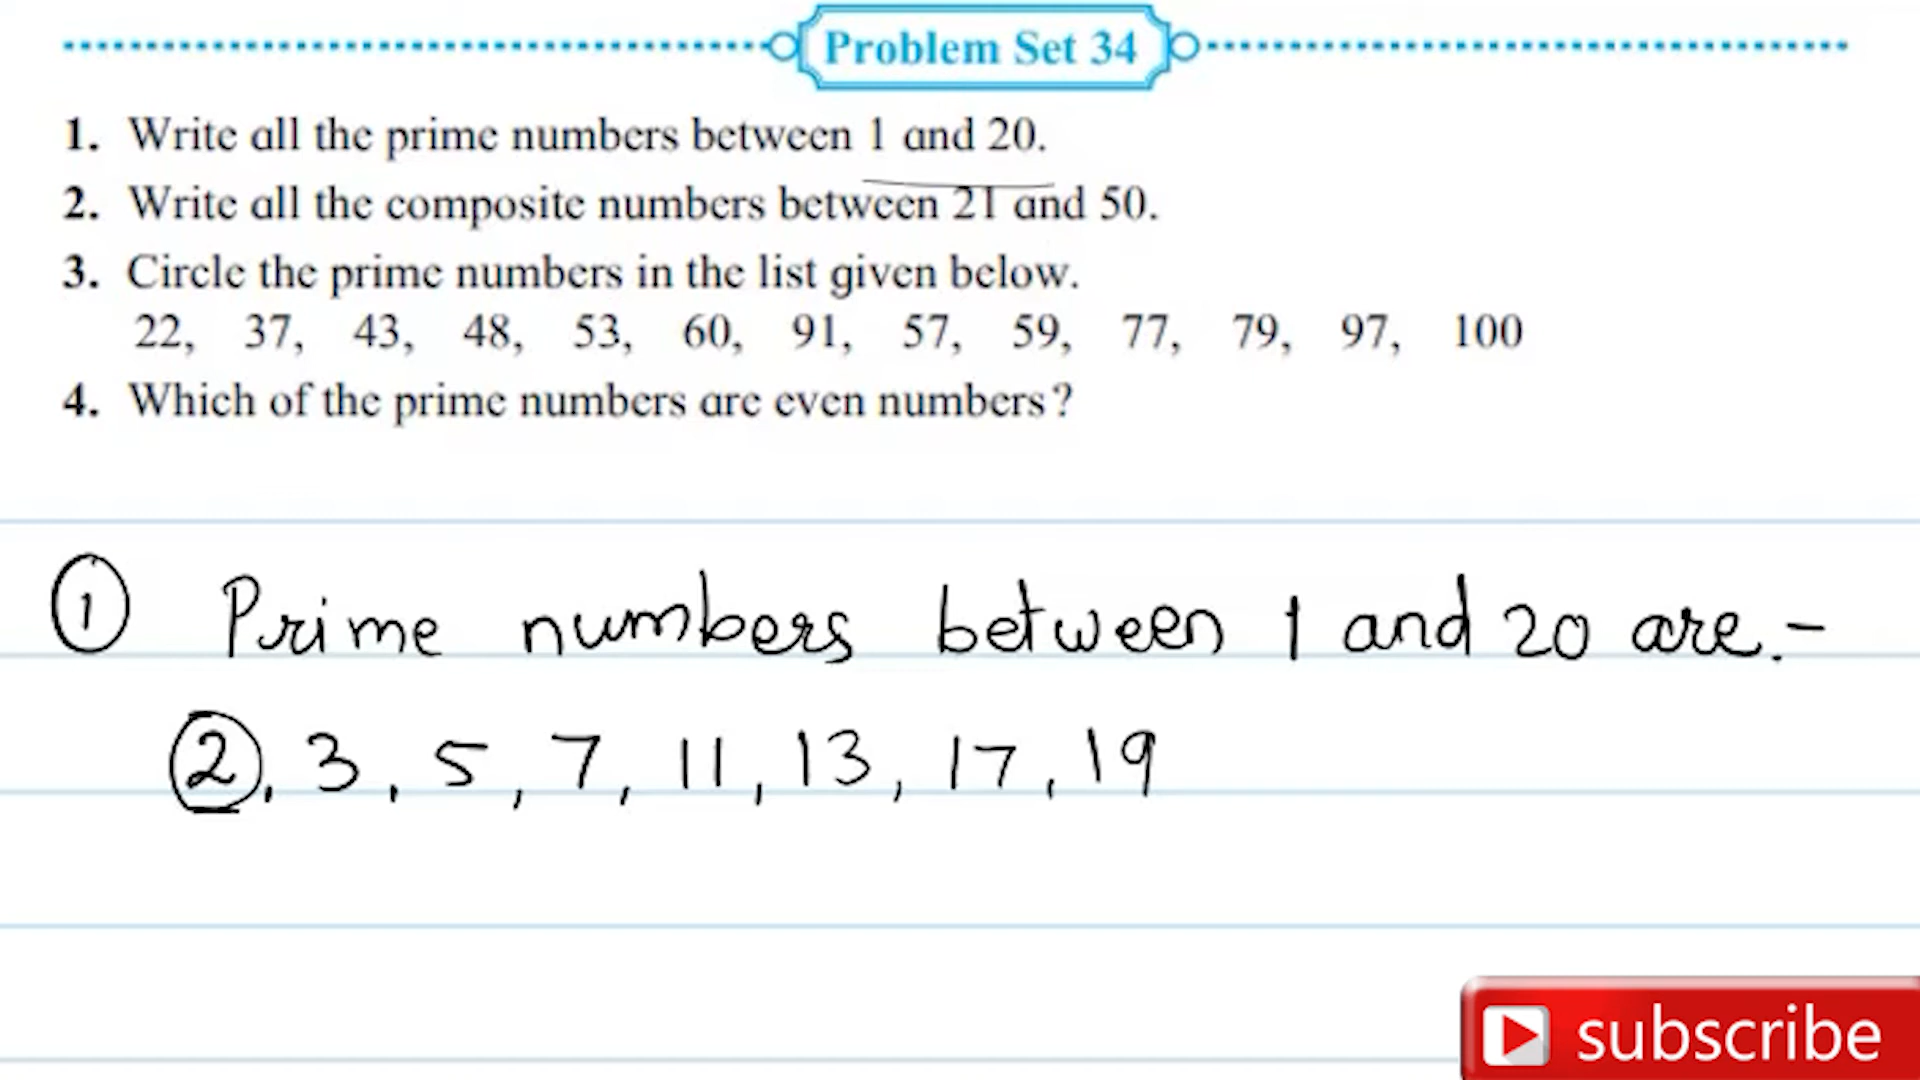 Problem Set 34
1. Write all the prime numbers between 1 and 20.
2. Write all the composite numbers between 21 and 50.
3. Circle the prime numbers in the list given below.
22, 37, 43, 48, 53, 60, 91, 57, 59, 77, 79, 97, 100
4. Which of the prime numbers are even numbers?
① Prime numbers between 1 and 20 are.-
②, 3, 5, 7, 11, 13, 17, 19
subscribe